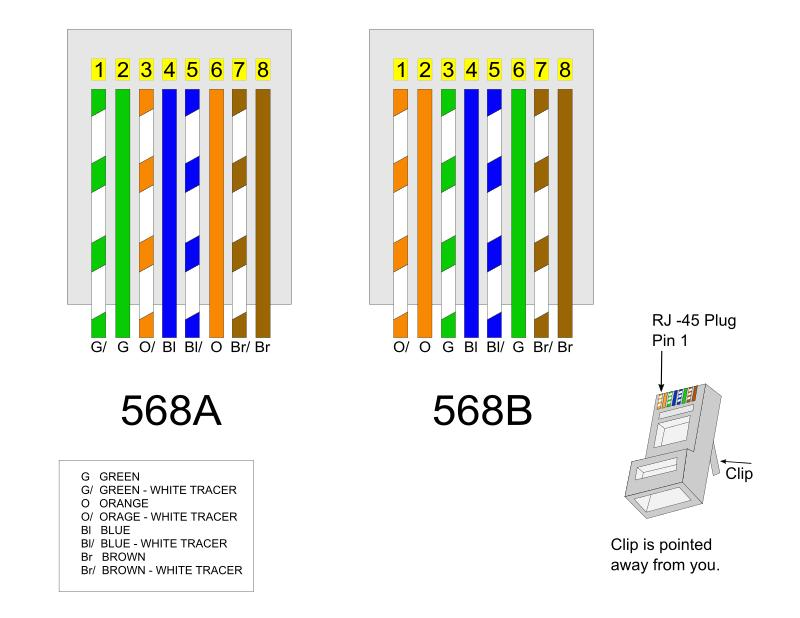 1 2 3 4 5 6 7 8
G/ G O/ Bl Bl/ O Br/ Br
568A
1 2 3 4 5 6 7 8
O/ O G Bl Bl/ G Br/ Br
568B
G GREEN
G/ GREEN - WHITE TRACER
O ORANGE
O/ ORAGE - WHITE TRACER
Bl BLUE
Bl/ BLUE - WHITE TRACER
Br BROWN
Br/ BROWN - WHITE TRACER
RJ -45 Plug
Pin 1
Clip
Clip is pointed
away from you.